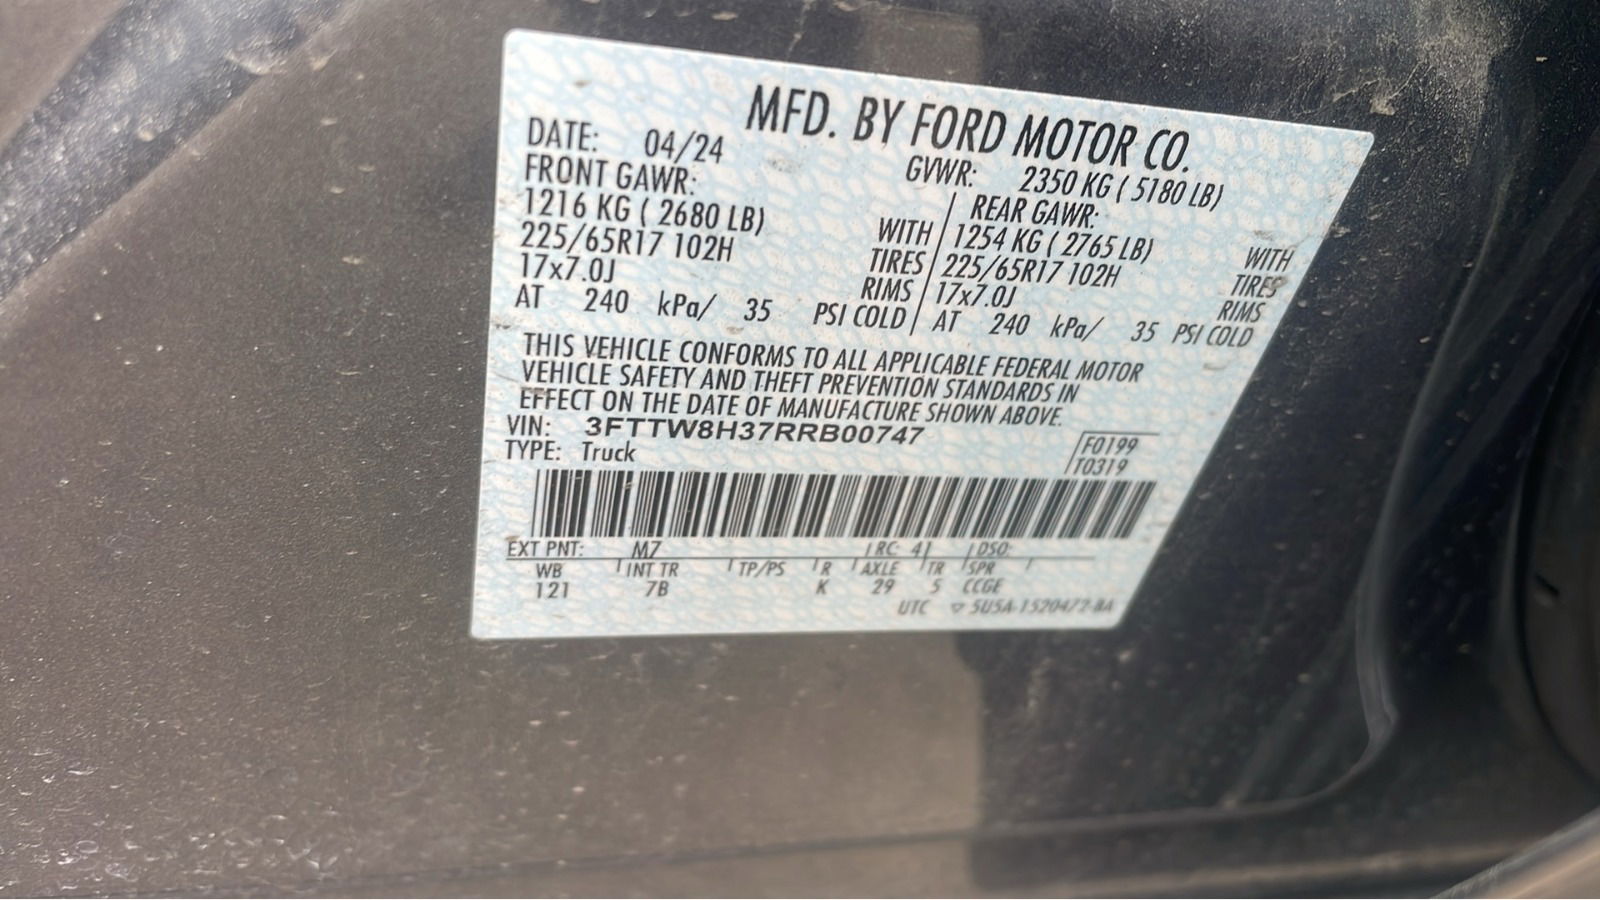 MFD. BY FORD MOTOR CO.
DATE: 04/24 GVWR: 2350 KG ( 5180 LB)
FRONT GAWR: REAR GAWR:
1216 KG ( 2680 LB) WITH 1254 KG ( 2765 LB) WITH
225/65R17 102H TIRES 225/65R17 102H TIRES
17x7.0J RIMS 17x7.0J RIMS
AT 240 kPa/ 35 PSI COLD AT 240 kPa/ 35 PSI COLD
THIS VEHICLE CONFORMS TO ALL APPLICABLE FEDERAL MOTOR
VEHICLE SAFETY AND THEFT PREVENTION STANDARDS IN
EFFECT ON THE DATE OF MANUFACTURE SHOWN ABOVE.
VIN: 3FTTW8H37RRB00747
TYPE: Truck
F0199
T0319
EXT PNT: M7 RC: 41 DSO:
WB INT TR TP/PS R AXLE TR SPR
121 7B K 29 5 CCGE
UTC ▽ 5U5A-1520472-BA